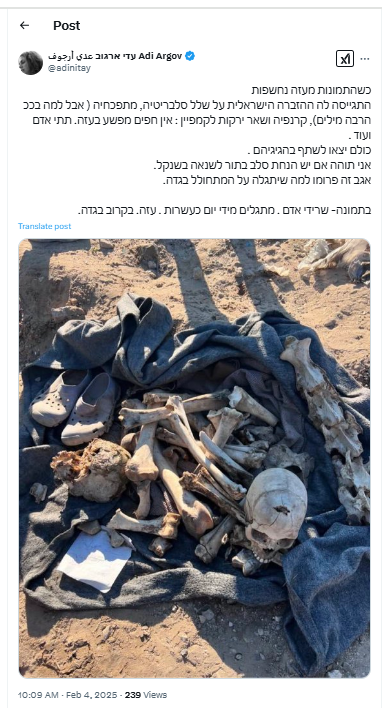 Post
Adi Argov עדי ארגוב عدي أرجوف
@adinitay
כשהתמונות מעזה נחשפות
התגייסה לה ההזברה הישראלית על שלל סלבריטיה, מתפכחיה ( אבל למה בככ
הרבה מילים), קרנפיה ושאר ירקות לקמפיין : אין חפים מפשע בעזה. תתי אדם
ועוד .
כולם יצאו לשתף בהגיגיהם .
אני תוהה אם יש הנחת סלב בתור לשנאה בשנקל.
אגב זה פרומו למה שיתגלה על המתחולל בגדה.
בתמונה- שרידי אדם . מתגלים מידי יום כעשרות . עזה. בקרוב בגדה.
Translate post
10:09 AM · Feb 4, 2025 · 239 Views